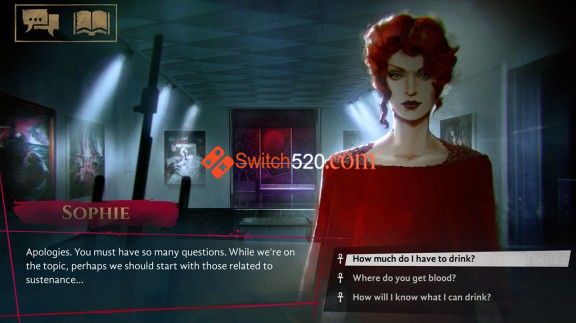 Switch520.com
SOPHIE
Apologies. You must have so many questions. While we're on
the topic, perhaps we should start with those related to
sustenance...
How much do I have to drink?
Where do you get blood?
How will I know what I can drink?